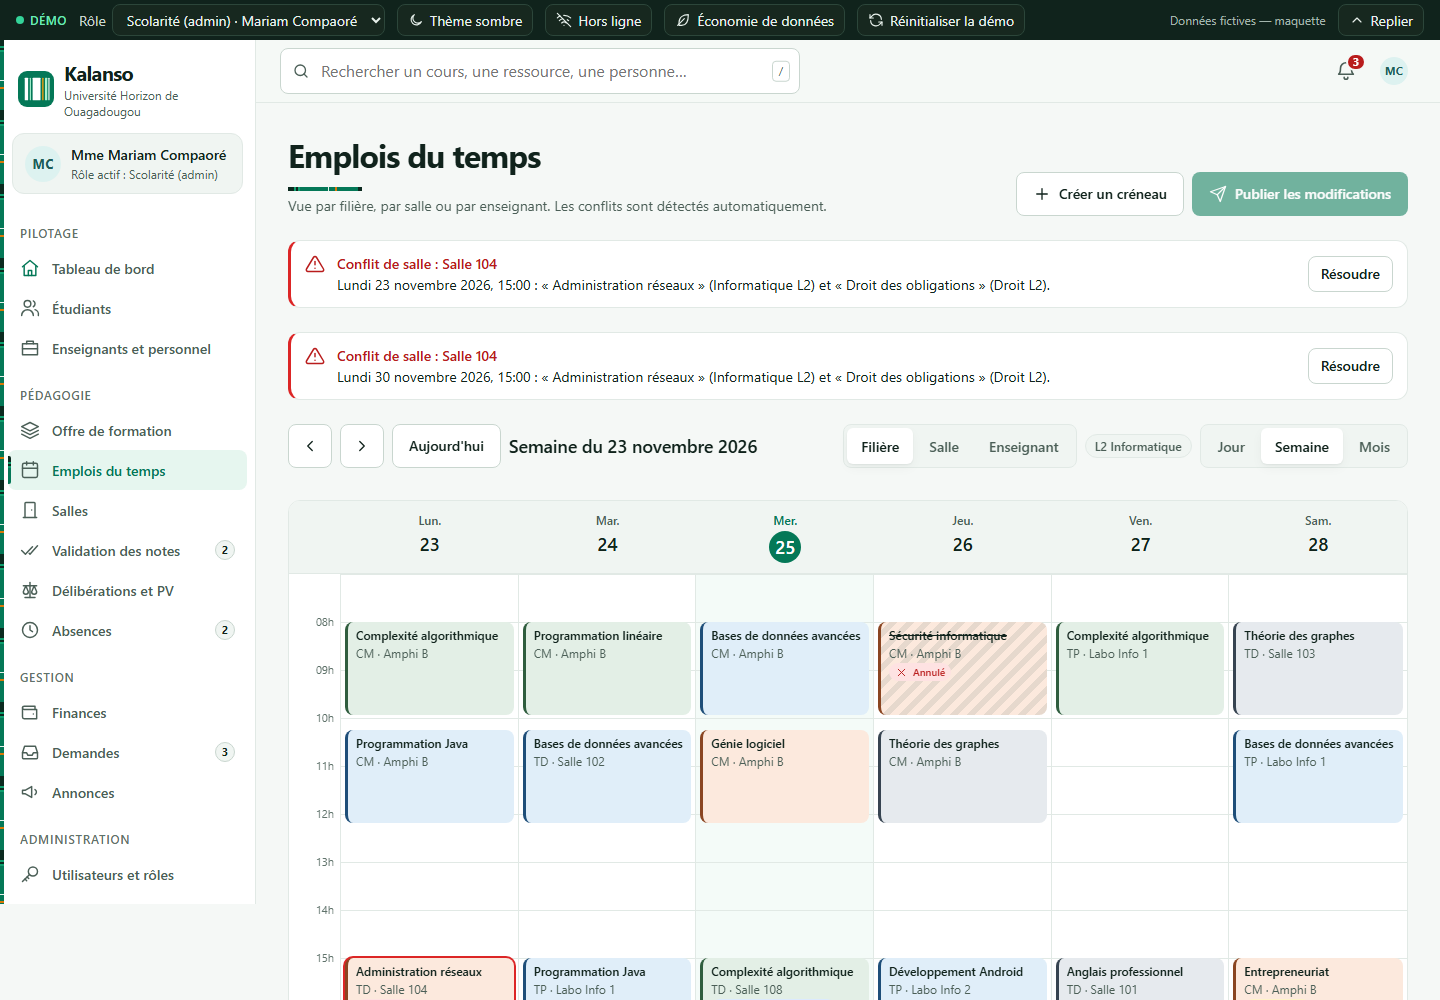 DÉMO Rôle Scolarité (admin) · Mariam Compaoré Thème sombre Hors ligne Économie de données Réinitialiser la démo Données fictives — maquette Replier
Kalanso
Université Horizon de
Ouagadougou
Rechercher un cours, une ressource, une personne... /
3
MC
MC
Mme Mariam Compaoré
Rôle actif : Scolarité (admin)
PILOTAGE
Tableau de bord
Étudiants
Enseignants et personnel
PÉDAGOGIE
Offre de formation
Emplois du temps
Salles
Validation des notes 2
Délibérations et PV
Absences 2
GESTION
Finances
Demandes 3
Annonces
ADMINISTRATION
Utilisateurs et rôles
Emplois du temps
Vue par filière, par salle ou par enseignant. Les conflits sont détectés automatiquement.
Créer un créneau
Publier les modifications
Conflit de salle : Salle 104
Lundi 23 novembre 2026, 15:00 : « Administration réseaux » (Informatique L2) et « Droit des obligations » (Droit L2).
Résoudre
Conflit de salle : Salle 104
Lundi 30 novembre 2026, 15:00 : « Administration réseaux » (Informatique L2) et « Droit des obligations » (Droit L2).
Résoudre
Aujourd'hui
Semaine du 23 novembre 2026
Filière Salle Enseignant
L2 Informatique
Jour Semaine Mois
Lun. Mar. Mer. Jeu. Ven. Sam.
23 24 25 26 27 28
08h
Complexité algorithmique
CM · Amphi B
Programmation linéaire
CM · Amphi B
Bases de données avancées
CM · Amphi B
Sécurité informatique
CM · Amphi B
Annulé
Complexité algorithmique
TP · Labo Info 1
Théorie des graphes
TD · Salle 103
09h
10h
Programmation Java
CM · Amphi B
Bases de données avancées
TD · Salle 102
Génie logiciel
CM · Amphi B
Théorie des graphes
CM · Amphi B
Bases de données avancées
TP · Labo Info 1
11h
12h
13h
14h
15h
Administration réseaux
TD · Salle 104
Programmation Java
TP · Labo Info 1
Complexité algorithmique
TD · Salle 108
Développement Android
TP · Labo Info 2
Anglais professionnel
TD · Salle 101
Entrepreneuriat
CM · Amphi B